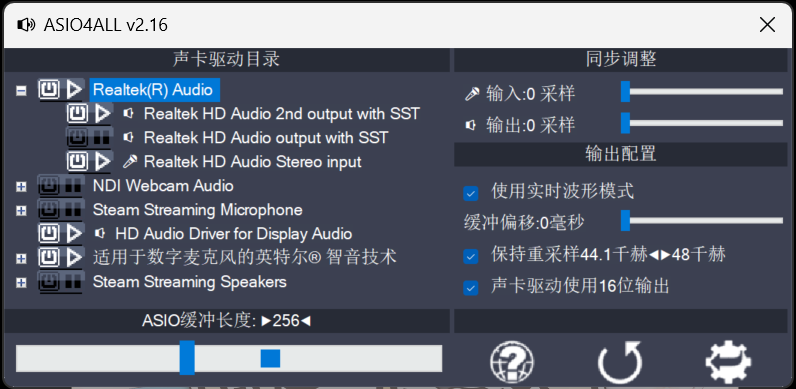 ASIO4ALL v2.16
声卡驱动目录
Realtek(R) Audio
Realtek HD Audio 2nd output with SST
Realtek HD Audio output with SST
Realtek HD Audio Stereo input
NDI Webcam Audio
Steam Streaming Microphone
HD Audio Driver for Display Audio
适用于数字麦克风的英特尔® 智音技术
Steam Streaming Speakers
ASIO缓冲长度: ▶256◀
同步调整
输入:0 采样
输出:0 采样
输出配置
使用实时波形模式
缓冲偏移:0毫秒
保持重采样44.1千赫◀▶48千赫
声卡驱动使用16位输出